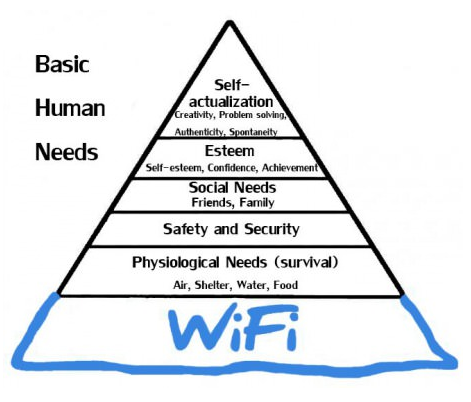 Basic
Human
Needs
Self-
actualization
Creativity, Problem solving,
Authenticity, Spontaneity
Esteem
Self-esteem, Confidence, Achievement
Social Needs
Friends, Family
Safety and Security
Physiological Needs (survival)
Air, Shelter, Water, Food
WiFi